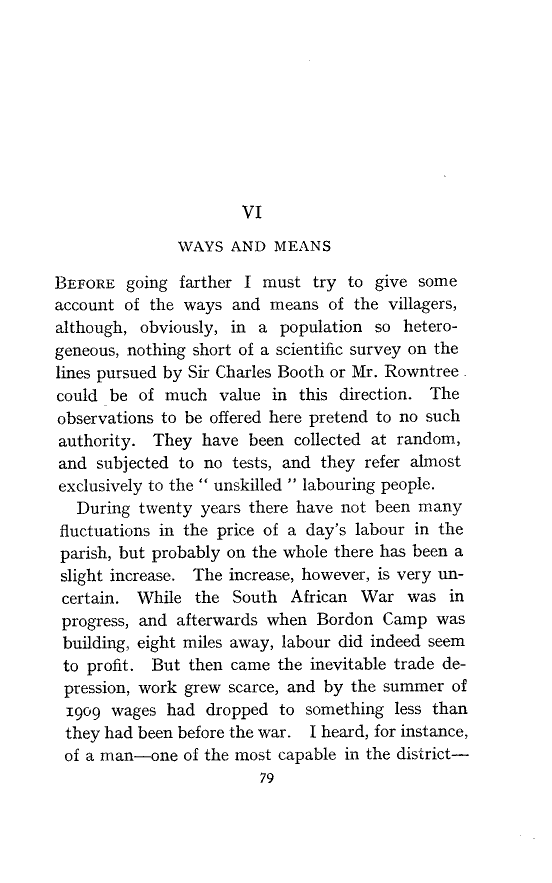 VI
WAYS AND MEANS
BEFORE going farther I must try to give some
account of the ways and means of the villagers,
although, obviously, in a population so hetero-
geneous, nothing short of a scientific survey on the
lines pursued by Sir Charles Booth or Mr. Rowntree
could be of much value in this direction. The
observations to be offered here pretend to no such
authority. They have been collected at random,
and subjected to no tests, and they refer almost
exclusively to the “ unskilled ” labouring people.
During twenty years there have not been many
fluctuations in the price of a day's labour in the
parish, but probably on the whole there has been a
slight increase. The increase, however, is very un-
certain. While the South African War was in
progress, and afterwards when Bordon Camp was
building, eight miles away, labour did indeed seem
to profit. But then came the inevitable trade de-
pression, work grew scarce, and by the summer of
1909 wages had dropped to something less than
they had been before the war. I heard, for instance,
of a man—one of the most capable in the district—
79